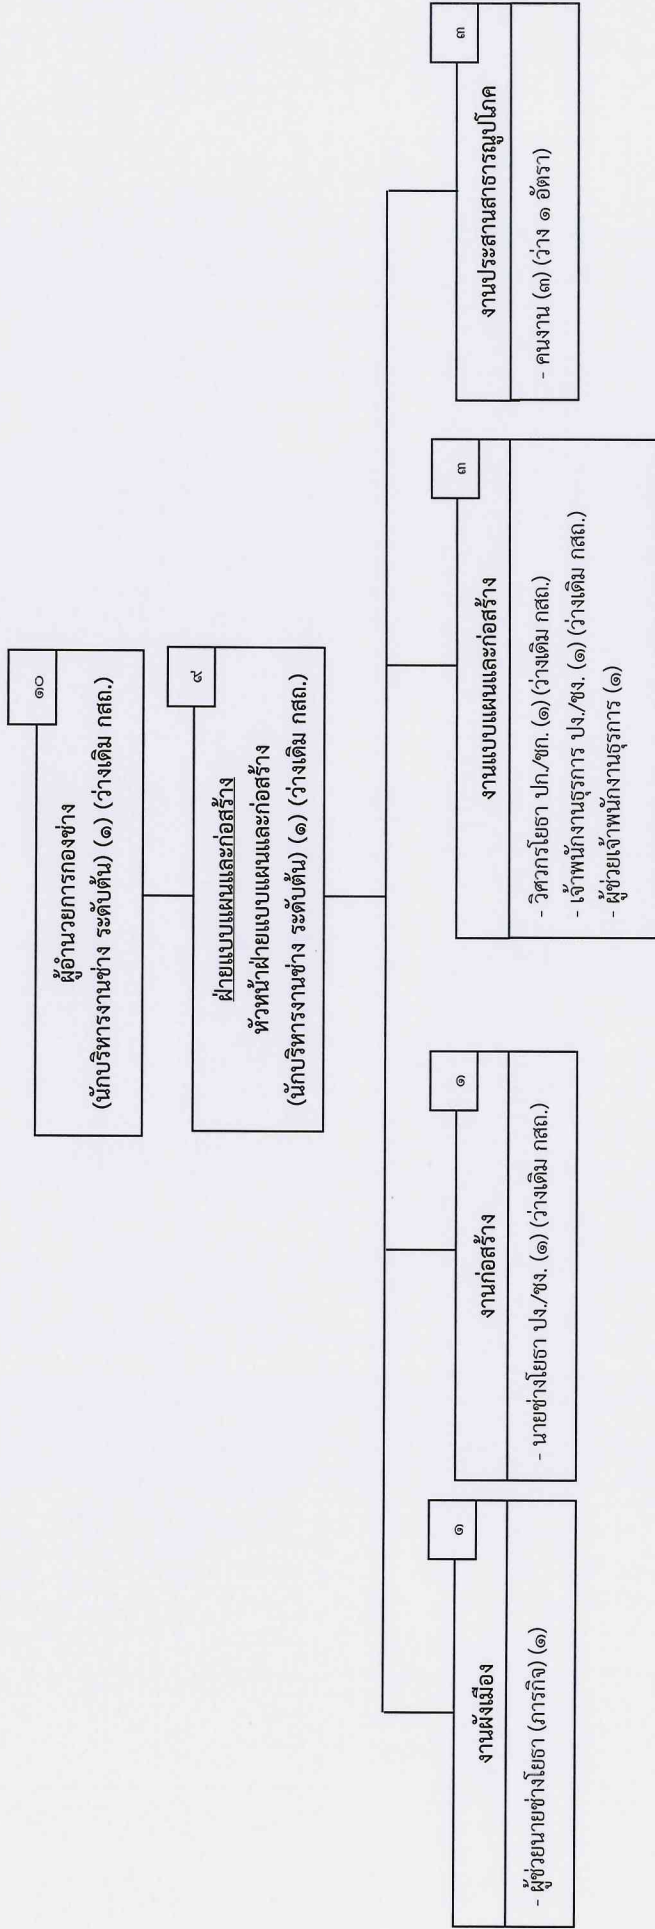 ๑๐
ผู้อำนวยการกองช่าง
(นักบริหารงานช่าง ระดับต้น) (๑) (ว่างเดิม กสถ.)
๙
ฝ่ายแบบแผนและก่อสร้าง
หัวหน้าฝ่ายแบบแผนและก่อสร้าง
(นักบริหารงานช่าง ระดับต้น) (๑) (ว่างเดิม กสถ.)
๑
งานผังเมือง
- ผู้ช่วยนายช่างโยธา (ภารกิจ) (๑)
๑
งานก่อสร้าง
- นายช่างโยธา ปง./ชง. (๑) (ว่างเดิม กสถ.)
๓
งานแบบแผนและก่อสร้าง
- วิศวกรโยธา ปก./ชก. (๑) (ว่างเดิม กสถ.)
- เจ้าพนักงานธุรการ ปง./ชง. (๑) (ว่างเดิม กสถ.)
- ผู้ช่วยเจ้าพนักงานธุรการ (๑)
๓
งานประสานสาธารณูปโภค
- คนงาน (๓) (ว่าง ๑ อัตรา)